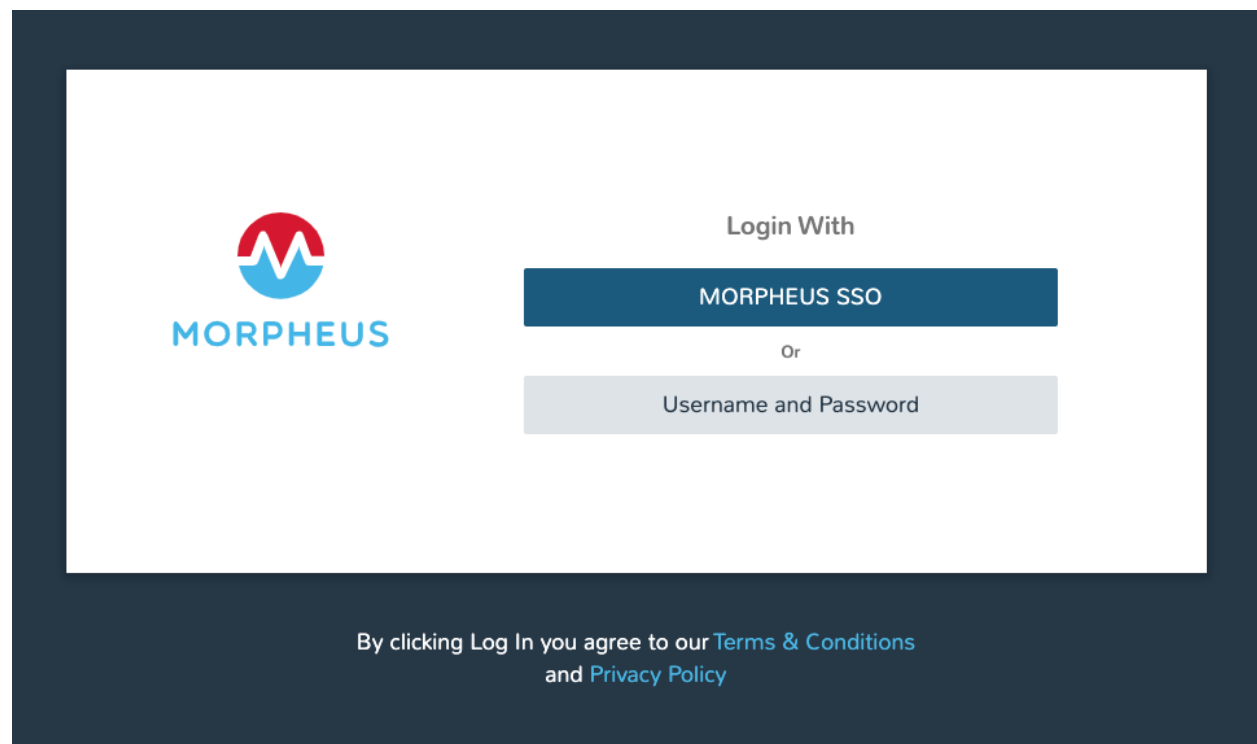 MORPHEUS
Login With
MORPHEUS SSO
Or
Username and Password
By clicking Log In you agree to our Terms & Conditions
and Privacy Policy